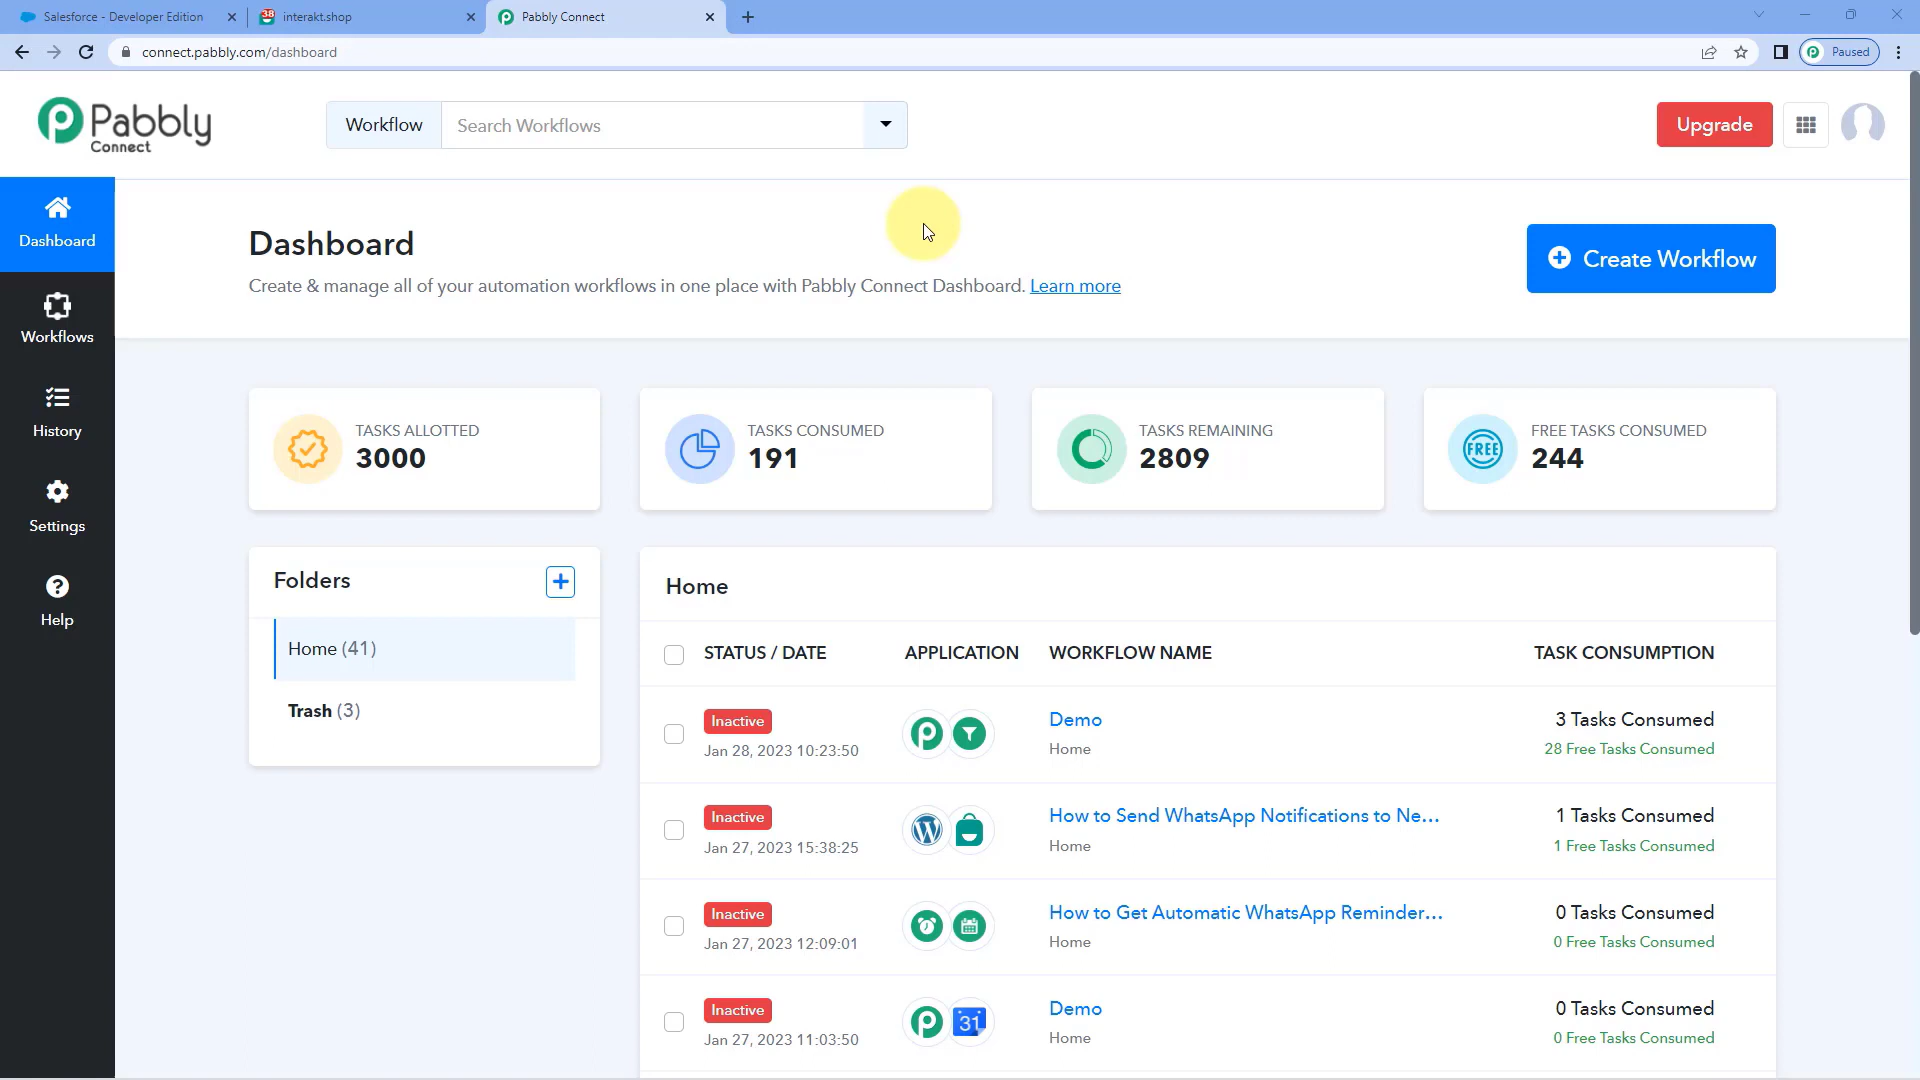 Salesforce - Developer Edition
38
interakt.shop
Pabbly Connect
connect.pabbly.com/dashboard
Paused
Pabbly
Connect
Workflow
Search Workflows
Upgrade
Dashboard
Workflows
History
Settings
Help
Dashboard
Create & manage all of your automation workflows in one place with Pabbly Connect Dashboard. Learn more
Create Workflow
TASKS ALLOTTED
3000
TASKS CONSUMED
191
TASKS REMAINING
2809
FREE
FREE TASKS CONSUMED
244
Folders
Home (41)
Trash (3)
Home
STATUS / DATE APPLICATION WORKFLOW NAME TASK CONSUMPTION
Inactive
Jan 28, 2023 10:23:50
Demo
Home
3 Tasks Consumed
28 Free Tasks Consumed
Inactive
Jan 27, 2023 15:38:25
How to Send WhatsApp Notifications to Ne...
Home
1 Tasks Consumed
1 Free Tasks Consumed
Inactive
Jan 27, 2023 12:09:01
How to Get Automatic WhatsApp Reminder...
Home
0 Tasks Consumed
0 Free Tasks Consumed
Inactive
Jan 27, 2023 11:03:50
31
Demo
Home
0 Tasks Consumed
0 Free Tasks Consumed